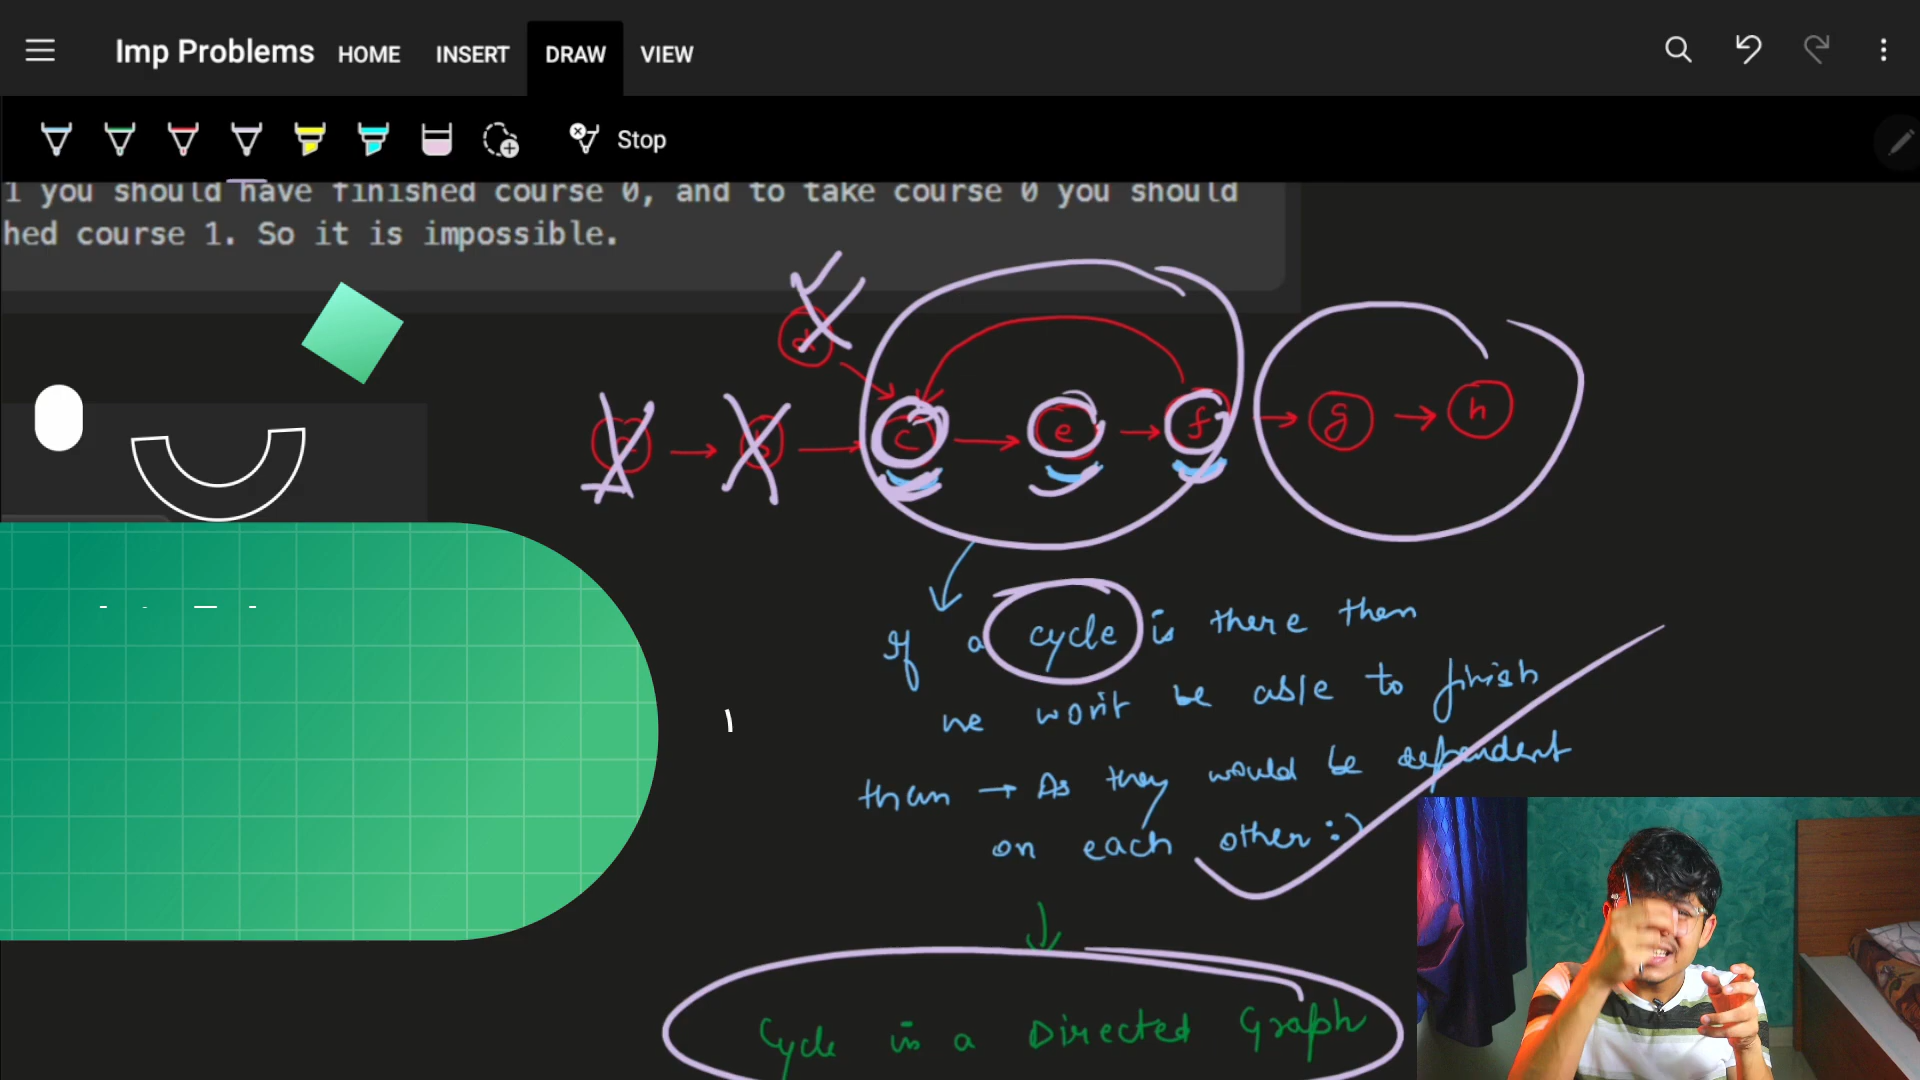 Imp Problems HOME INSERT DRAW VIEW
Stop
1 you should have finished course 0, and to take course 0 you should
hed course 1. So it is impossible.
d
a b c e f g h
If a cycle is there then
we won't be able to finish
them → As they would be dependent
on each other :)
Cycle in a Directed Graph